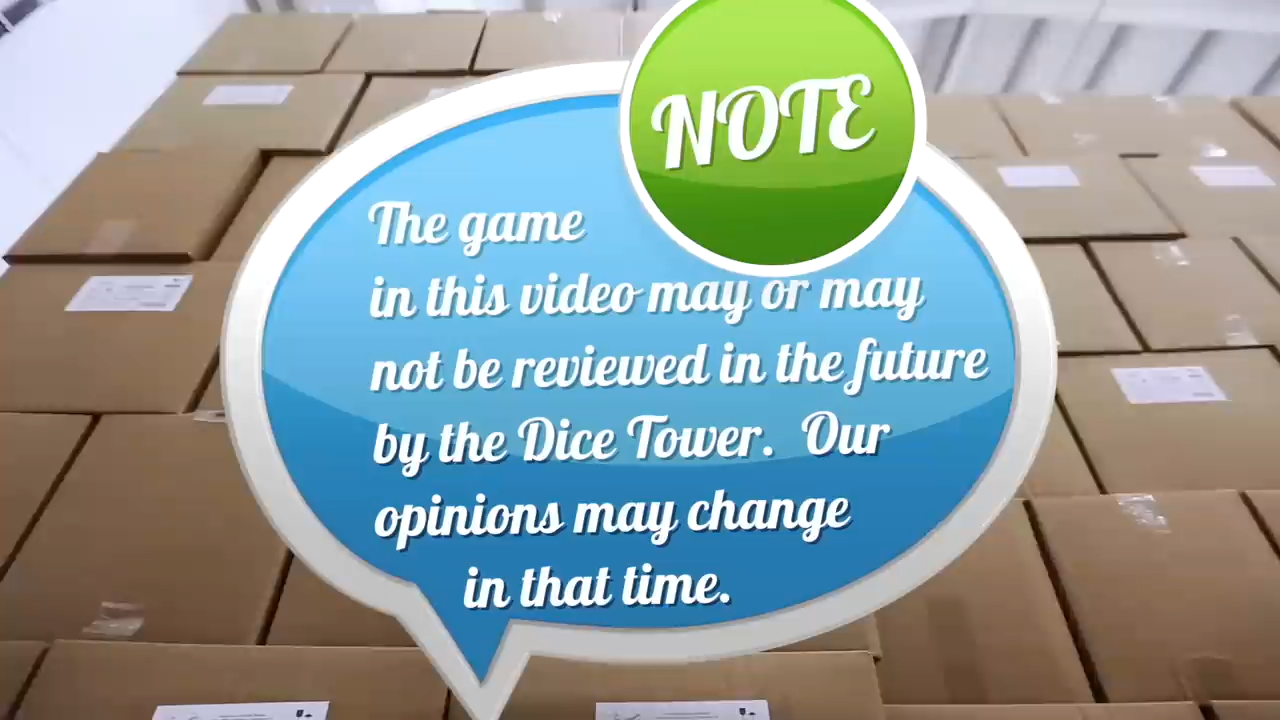 NOTE
The game
in this video may or may
not be reviewed in the future
by the Dice Tower. Our
opinions may change
in that time.